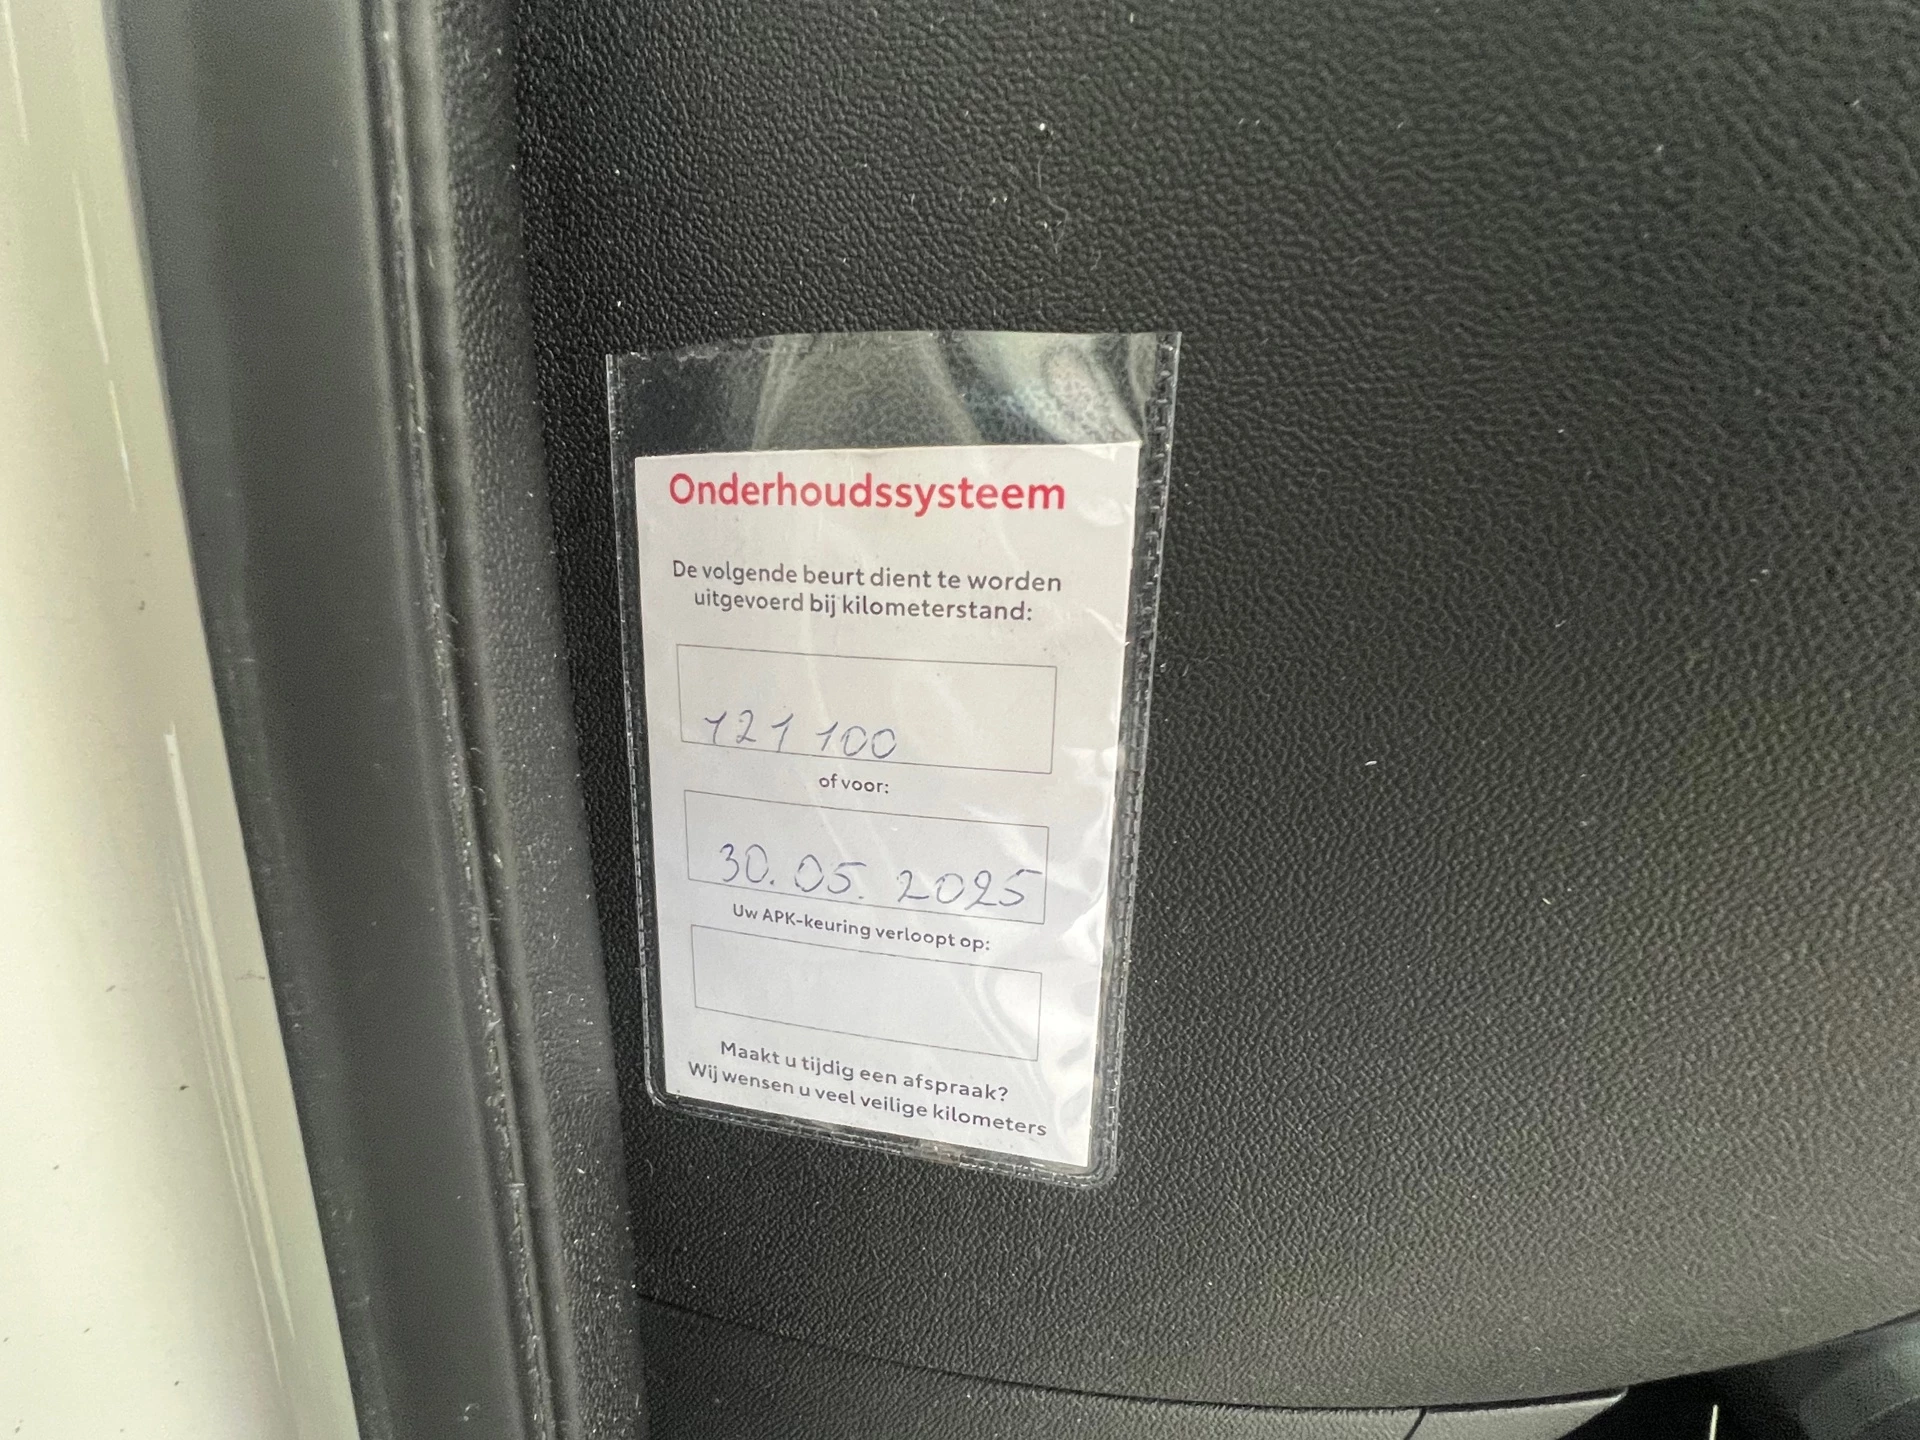 Onderhoudssysteem
De volgende beurt dient te worden
uitgevoerd bij kilometerstand:
121 100
of voor:
30.05.2025
Uw APK-keuring verloopt op:
Maakt u tijdig een afspraak?
Wij wensen u veel veilige kilometers